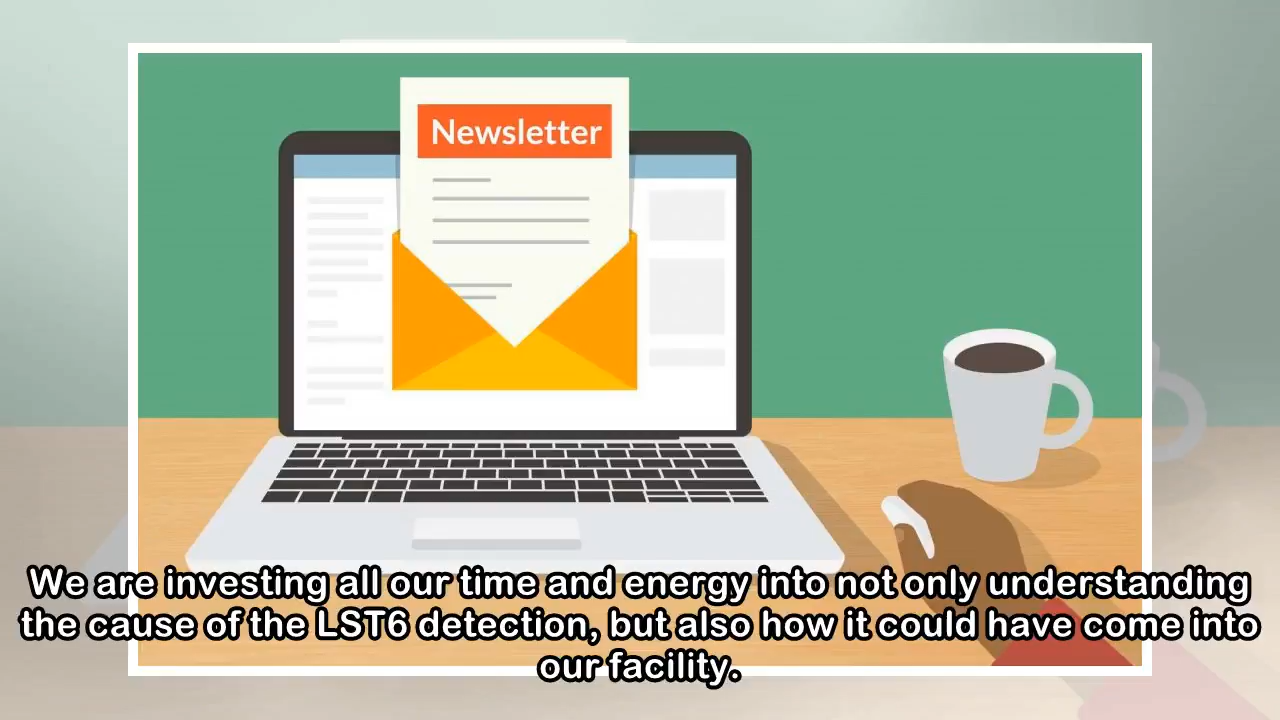 Newsletter
We are investing all our time and energy into not only understanding
the cause of the LST6 detection, but also how it could have come into
our facility.